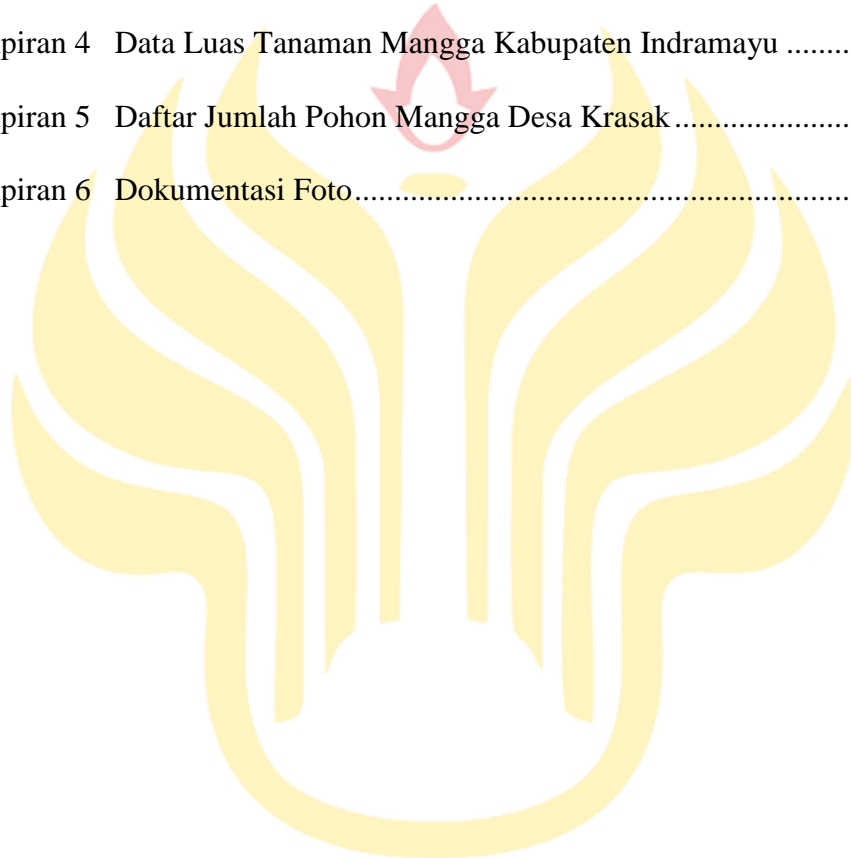 piran 4 Data Luas Tanaman Mangga Kabupaten Indramayu ........
piran 5 Daftar Jumlah Pohon Mangga Desa Krasak......................
piran 6 Dokumentasi Foto..............................................................